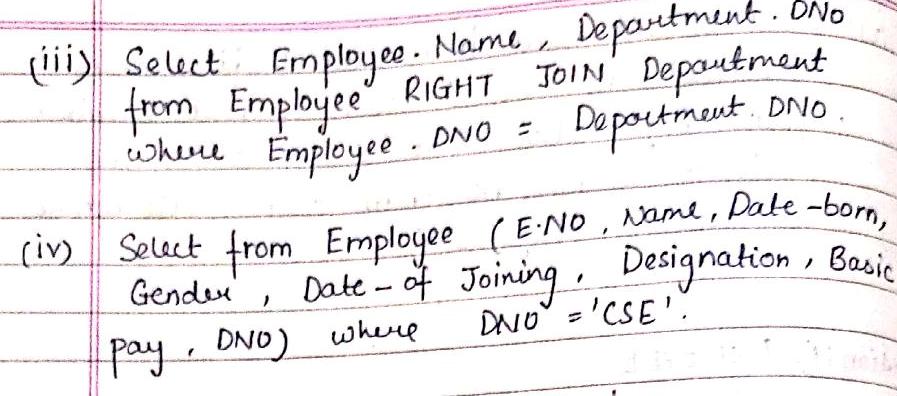 (iii) Select Employee. Name, Department. DNO
from Employee RIGHT JOIN Department
where Employee. DNO = Department. DNO.
(iv) Select from Employee (E.NO, Name, Date-born,
Gender, Date-of Joining, Designation, Basic
pay, DNO) where DNO = 'CSE'.